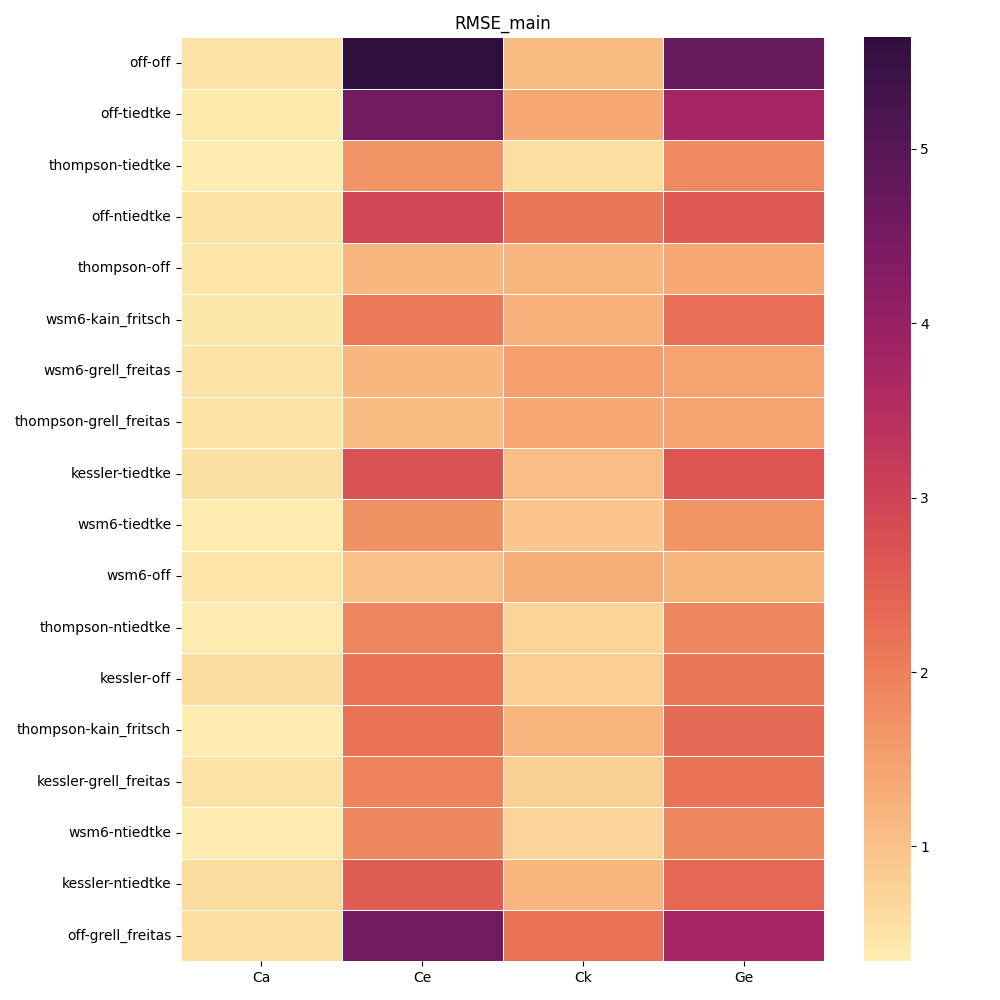 RMSE_main
off-off
off-tiedtke
thompson-tiedtke
off-ntiedtke
thompson-off
wsm6-kain_fritsch
wsm6-grell_freitas
thompson-grell_freitas
kessler-tiedtke
wsm6-tiedtke
wsm6-off
thompson-ntiedtke
kessler-off
thompson-kain_fritsch
kessler-grell_freitas
wsm6-ntiedtke
kessler-ntiedtke
off-grell_freitas
Ca Ce Ck Ge
5
4
3
2
1